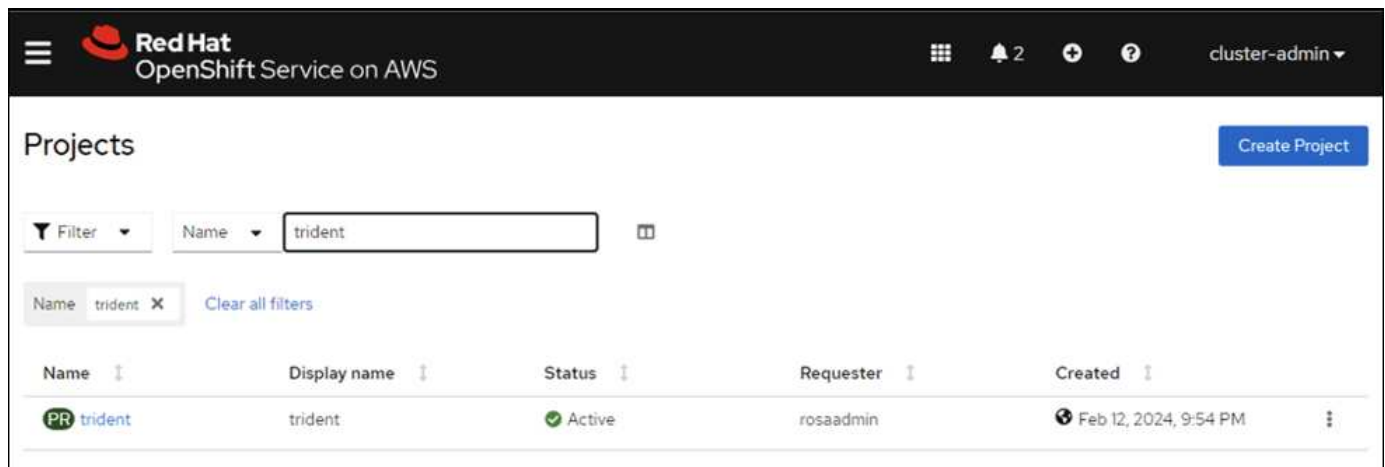 Red Hat
OpenShift Service on AWS
2
cluster-admin
Projects
Create Project
Filter
Name
trident
Name trident
Clear all filters
Name Display name Status Requester Created
PR trident trident Active rosaadmin Feb 12, 2024, 9:54 PM